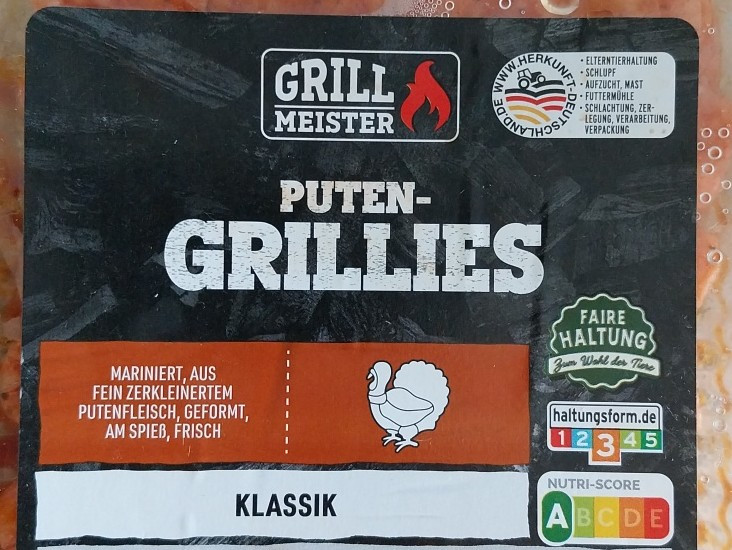 GRILL
MEISTER
WWW.HERKUNFT-DEUTSCHLAND.DE
• ELTERNTIERHALTUNG
• SCHLUPF
• AUFZUCHT, MAST
• FUTTERMÜHLE
• SCHLACHTUNG, ZER-
LEGUNG, VERARBEITUNG,
VERPACKUNG
PUTEN-
GRILLIES
FAIRE
HALTUNG
Zum Wohl der Tiere
MARINIERT, AUS
FEIN ZERKLEINERTEM
PUTENFLEISCH, GEFORMT,
AM SPIEß, FRISCH
haltungsform.de
1 2 3 4 5
KLASSIK
NUTRI-SCORE
A B C D E